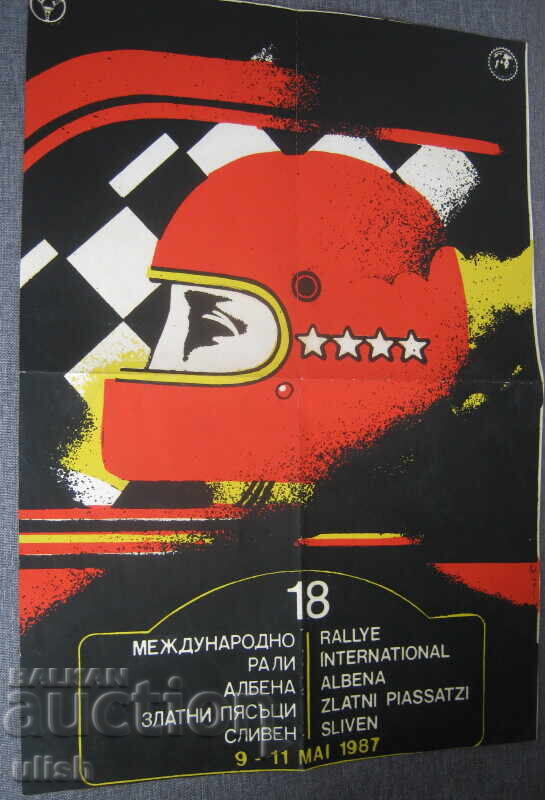 18
МЕЖДУНАРОДНО
РАЛИ
АЛБЕНА
ЗЛАТНИ ПЯСЪЦИ
СЛИВЕН
RALLYE
INTERNATIONAL
ALBENA
ZLATNI PIASSATZI
SLIVEN
9 - 11 MAI 1987
BALKAN
auction
ulish